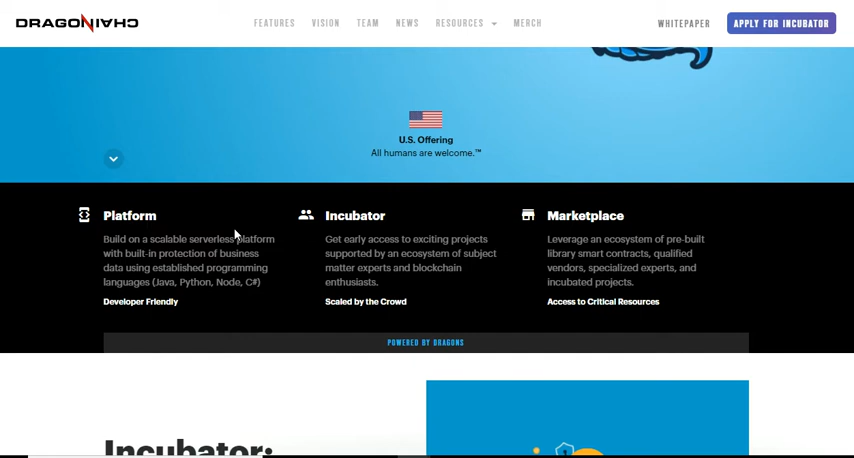 DRAGONCHAIN
FEATURES VISION TEAM NEWS RESOURCES MERCH WHITEPAPER APPLY FOR INCUBATOR
U.S. Offering
All humans are welcome.™
Platform
Build on a scalable serverless platform
with built-in protection of business
data using established programming
languages (Java, Python, Node, C#)
Developer Friendly
Incubator
Get early access to exciting projects
supported by an ecosystem of subject
matter experts and blockchain
enthusiasts.
Scaled by the Crowd
Marketplace
Leverage an ecosystem of pre-built
library smart contracts, qualified
vendors, specialized experts, and
incubated projects.
Access to Critical Resources
POWERED BY DRAGONS
Incubator: